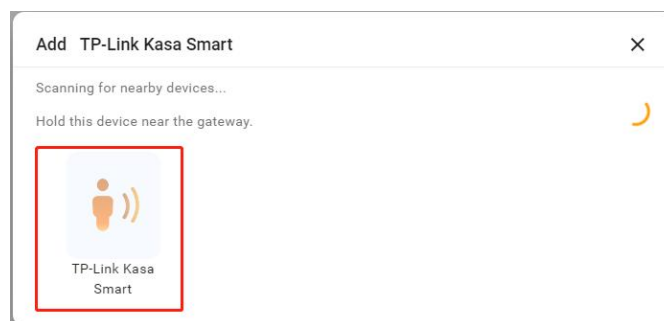 Add TP-Link Kasa Smart
Scanning for nearby devices...
Hold this device near the gateway.
TP-Link Kasa
Smart